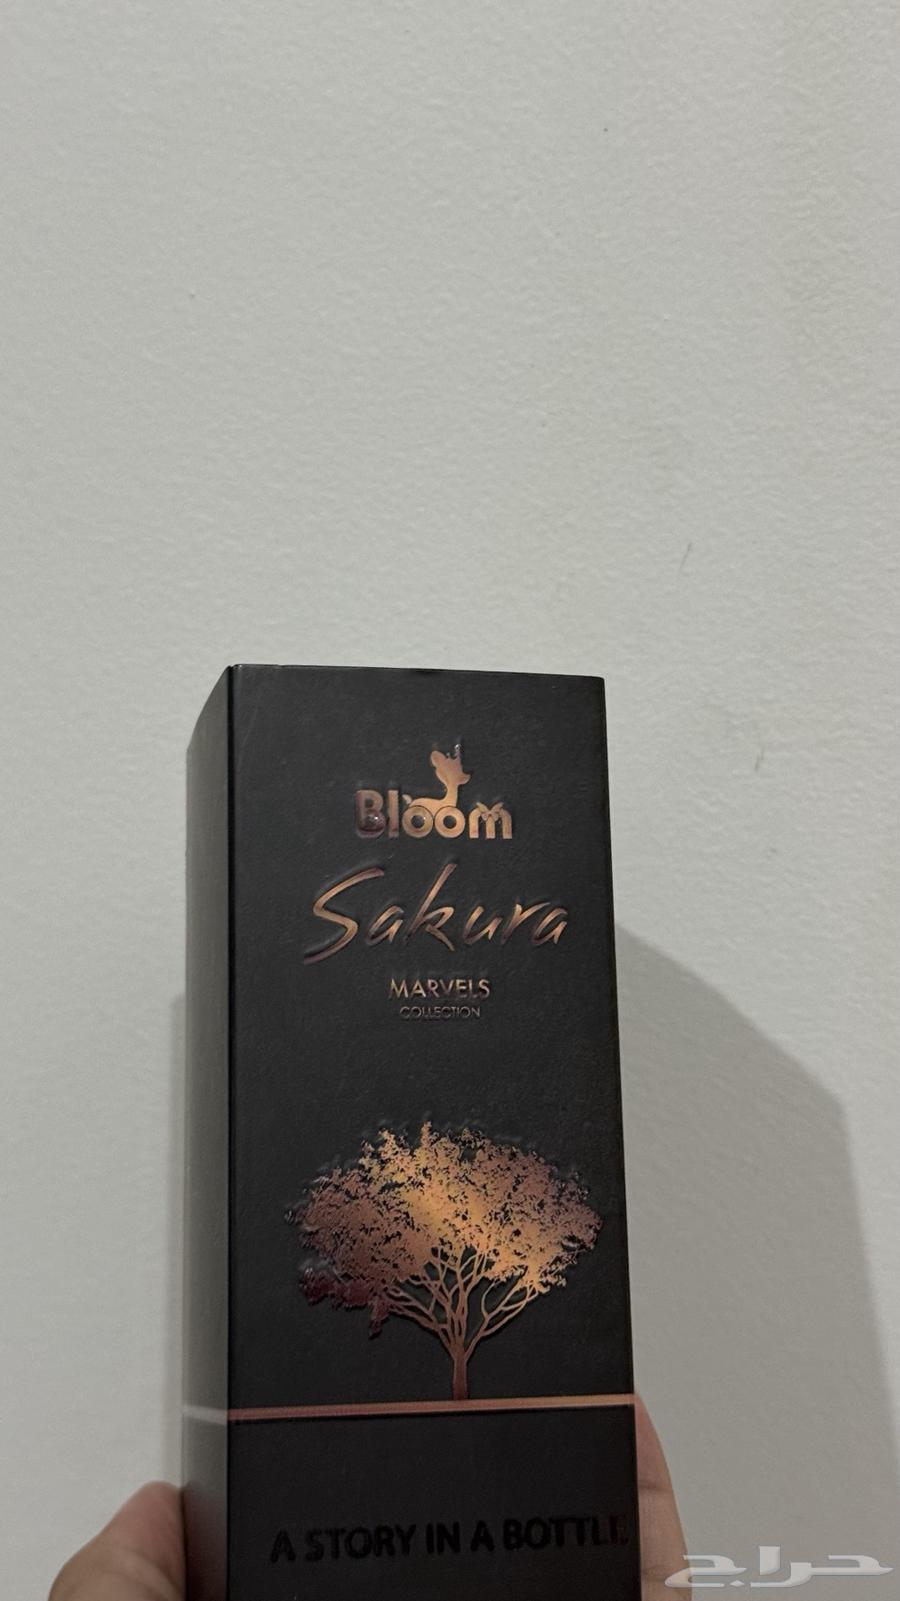 Bloom
Sakura
MARVELS
COLLECTION
A STORY IN A BOTTLE
حراج